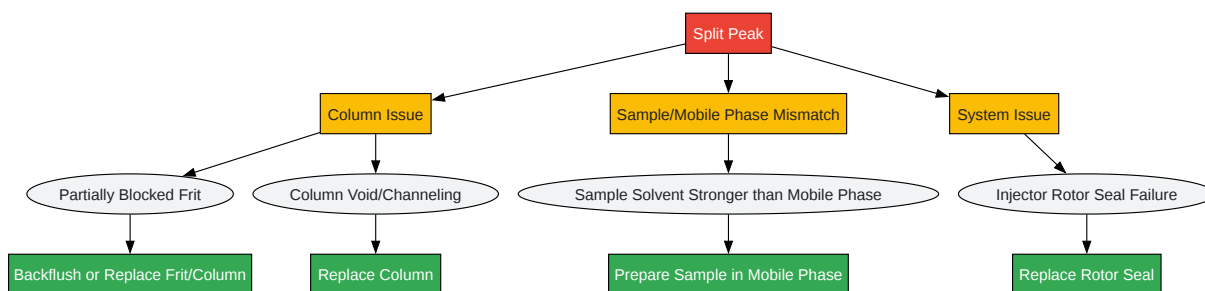 Split Peak
Column Issue
Sample/Mobile Phase Mismatch
System Issue
Partially Blocked Frit
Column Void/Channeling
Sample Solvent Stronger than Mobile Phase
Injector Rotor Seal Failure
Backflush or Replace Frit/Column
Replace Column
Prepare Sample in Mobile Phase
Replace Rotor Seal